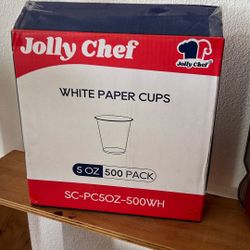 Jolly Chef
Jolly Chef
WHITE PAPER CUPS
5 OZ 500 PACK
SC-PC5OZ-500WH